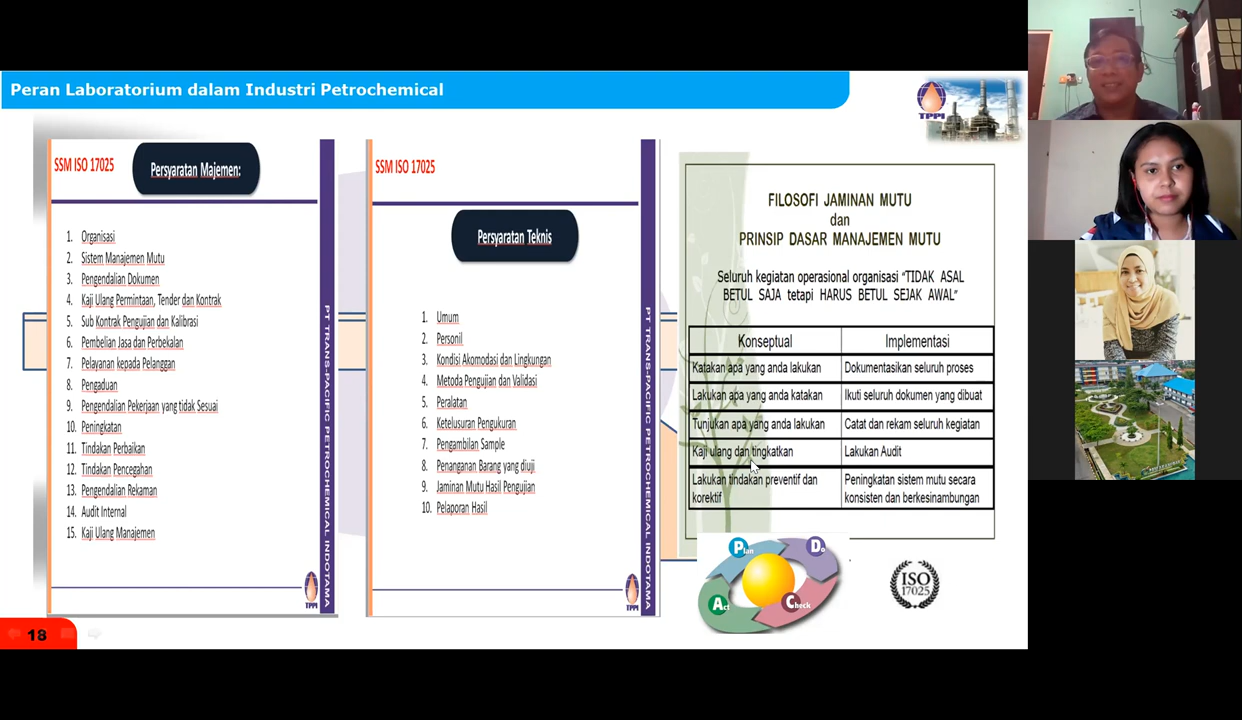 Peran Laboratorium dalam Industri Petrochemical
TPPI
SSM ISO 17025
Persyaratan Majemen:
1. Organisasi
2. Sistem Manajemen Mutu
3. Pengendalian Dokumen
4. Kaji Ulang Permintaan, Tender dan Kontrak
5. Sub Kontrak Pengujian dan Kalibrasi
6. Pembelian Jasa dan Perbekalan
7. Pelayanan kepada Pelanggan
8. Pengaduan
9. Pengendalian Pekerjaan yang tidak Sesuai
10. Peningkatan
11. Tindakan Perbaikan
12. Tindakan Pencegahan
13. Pengendalian Rekaman
14. Audit Internal
15. Kaji Ulang Manajemen
PT TRANS-PACIFIC PETROCHEMICAL INDOTAMA
TPPI
SSM ISO 17025
Persyaratan Teknis
1. Umum
2. Personil
3. Kondisi Akomodasi dan Lingkungan
4. Metoda Pengujian dan Validasi
5. Peralatan
6. Ketelusuran Pengukuran
7. Pengambilan Sample
8. Penanganan Barang yang diuji
9. Jaminan Mutu Hasil Pengujian
10. Pelaporan Hasil
PT TRANS-PACIFIC PETROCHEMICAL INDOTAMA
TPPI
FILOSOFI JAMINAN MUTU
dan
PRINSIP DASAR MANAJEMEN MUTU
Seluruh kegiatan operasional organisasi “TIDAK ASAL
BETUL SAJA tetapi HARUS BETUL SEJAK AWAL”
Konseptual Implementasi
Katakan apa yang anda lakukan Dokumentasikan seluruh proses
Lakukan apa yang anda katakan Ikuti seluruh dokumen yang dibuat
Tunjukan apa yang anda lakukan Catat dan rekam seluruh kegiatan
Kaji ulang dan tingkatkan Lakukan Audit
Lakukan tindakan preventif dan Peningkatan sistem mutu secara
korektif konsisten dan berkesinambungan
Plan
Do
Act
Check
ISO
17025
18